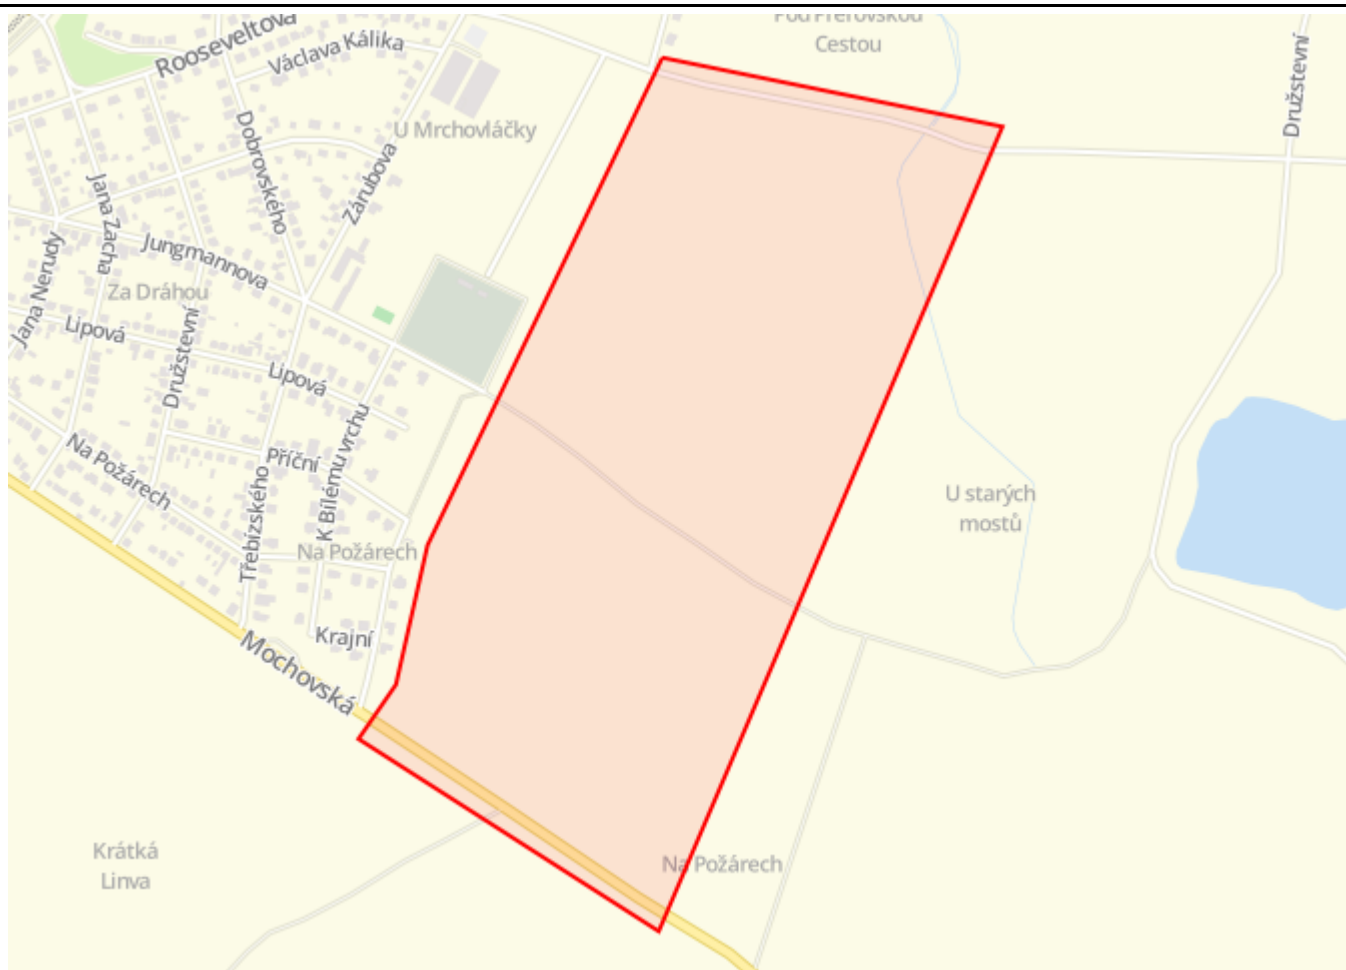 Rooseveltova
Václava Kálika
Pod Přerovskou
Cestou
Družstevní
U Mrchovláčky
Dobrovského
Zárubova
Jana Zacha
Jungmannova
Jana Nerudy
Za Dráhou
Lipová
Družstevní
Lipová
K Bílému vrchu
Na Požárech
Příční
Třebízského
Na Požárech
U starých
mostů
Krajní
Mochovská
Krátká
Linva
Na Požárech